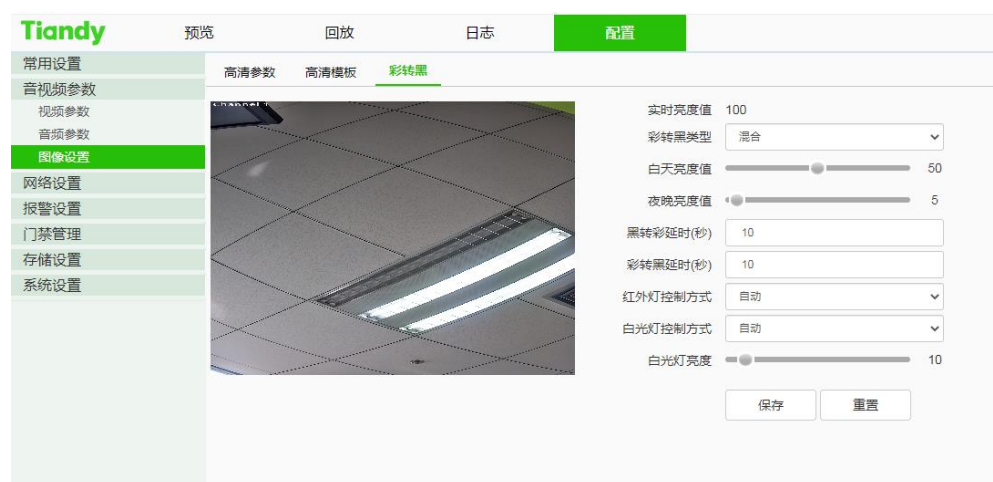 Tiandy 预览 回放 日志 配置
常用设置
音视频参数
视频参数
音频参数
图像设置
网络设置
报警设置
门禁管理
存储设置
系统设置
高清参数 高清模板 彩转黑
Channel 1
实时亮度值 100
彩转黑类型 混合
白天亮度值 50
夜晚亮度值 5
黑转彩延时(秒) 10
彩转黑延时(秒) 10
红外灯控制方式 自动
白光灯控制方式 自动
白光灯亮度 10
保存 重置